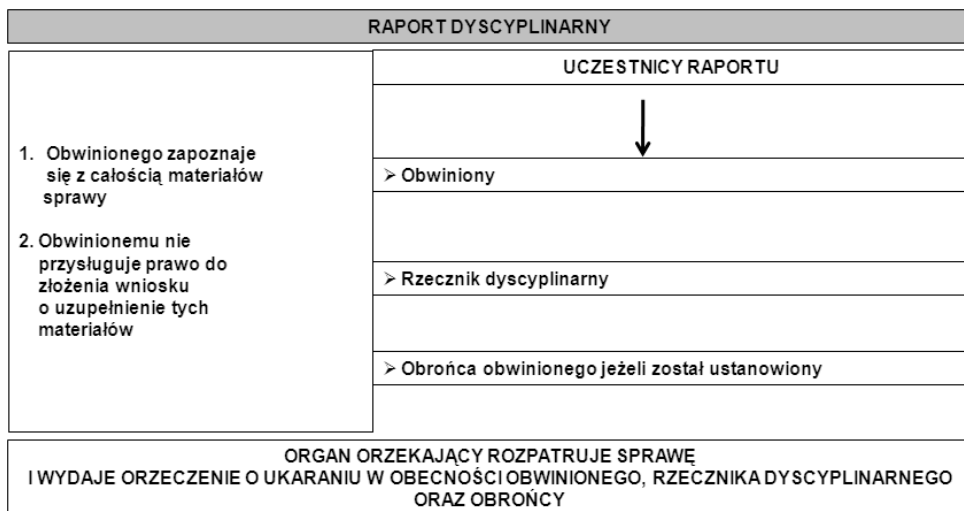 RAPORT DYSCYPLINARNY
1. Obwinionego zapoznaje
się z całością materiałów
sprawy
2. Obwinionemu nie
przysługuje prawo do
złożenia wniosku
o uzupełnienie tych
materiałów
UCZESTNICY RAPORTU
➢ Obwiniony
➢ Rzecznik dyscyplinarny
➢ Obrońca obwinionego jeżeli został ustanowiony
ORGAN ORZEKAJĄCY ROZPATRUJE SPRAWĘ
I WYDAJE ORZECZENIE O UKARANIU W OBECNOŚCI OBWINIONEGO, RZECZNIKA DYSCYPLINARNEGO
ORAZ OBROŃCY